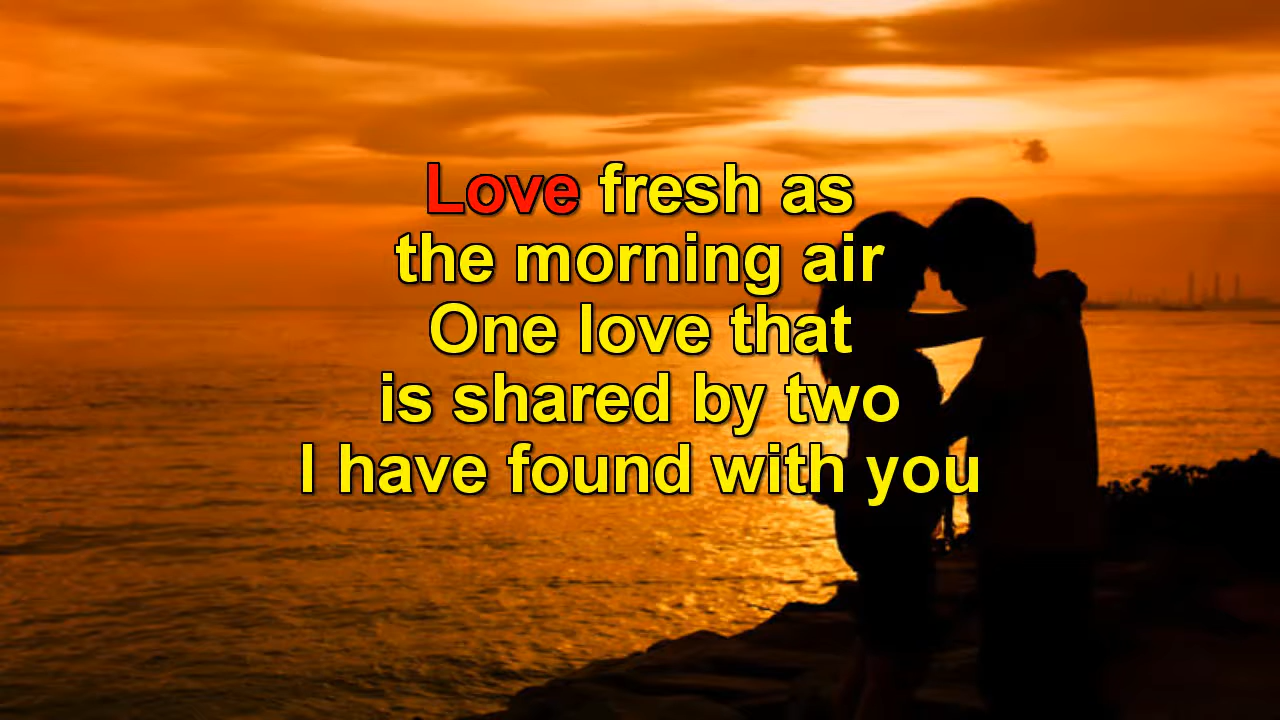 Love fresh as
the morning air
One love that
is shared by two
I have found with you